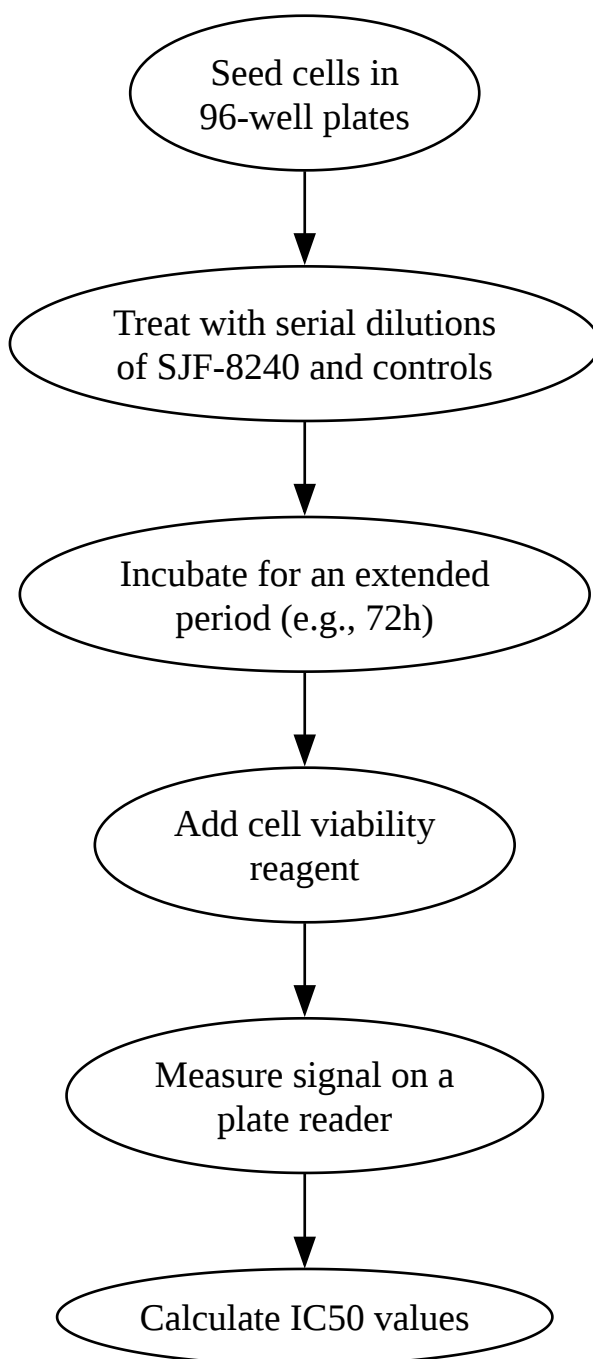 Seed cells in
96-well plates
Treat with serial dilutions
of SJF-8240 and controls
Incubate for an extended
period (e.g., 72h)
Add cell viability
reagent
Measure signal on a
plate reader
Calculate IC50 values